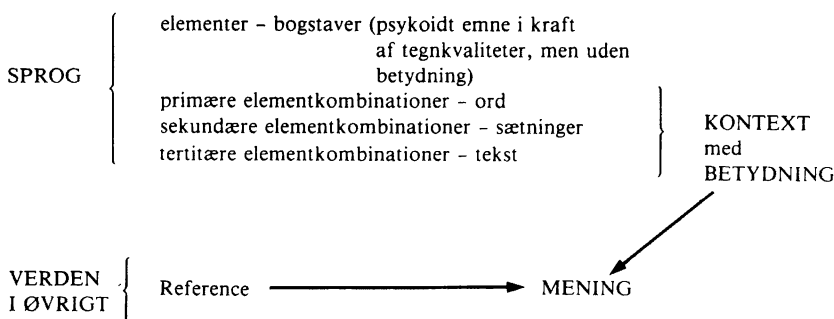 elementer – bogstaver (psykoidt emne i kraft
af tegnkvaliteter, men uden
betydning)
SPROG
primære elementkombinationer – ord
sekundære elementkombinationer – sætninger
tertitære elementkombinationer – tekst
KONTEXT
med
BETYDNING
VERDEN
I ØVRIGT
Reference
MENING